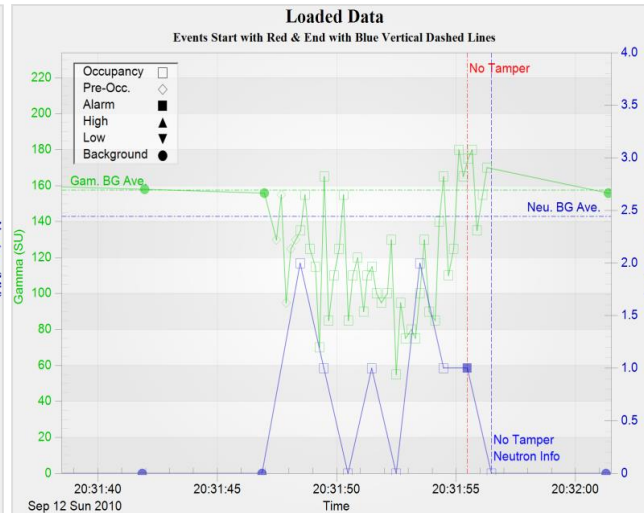 Loaded Data
Events Start with Red & End with Blue Vertical Dashed Lines
Occupancy
Pre-Occ.
Alarm
High
Low
Background
No Tamper
Gam. BG Ave.
Neu. BG Ave.
No Tamper
Neutron Info
Gamma (SU)
220
200
180
160
140
120
100
80
60
40
20
0
4.0
3.5
3.0
2.5
2.0
1.5
1.0
0.5
0
20:31:40 20:31:45 20:31:50 20:31:55 20:32:00
Sep 12 Sun 2010 Time